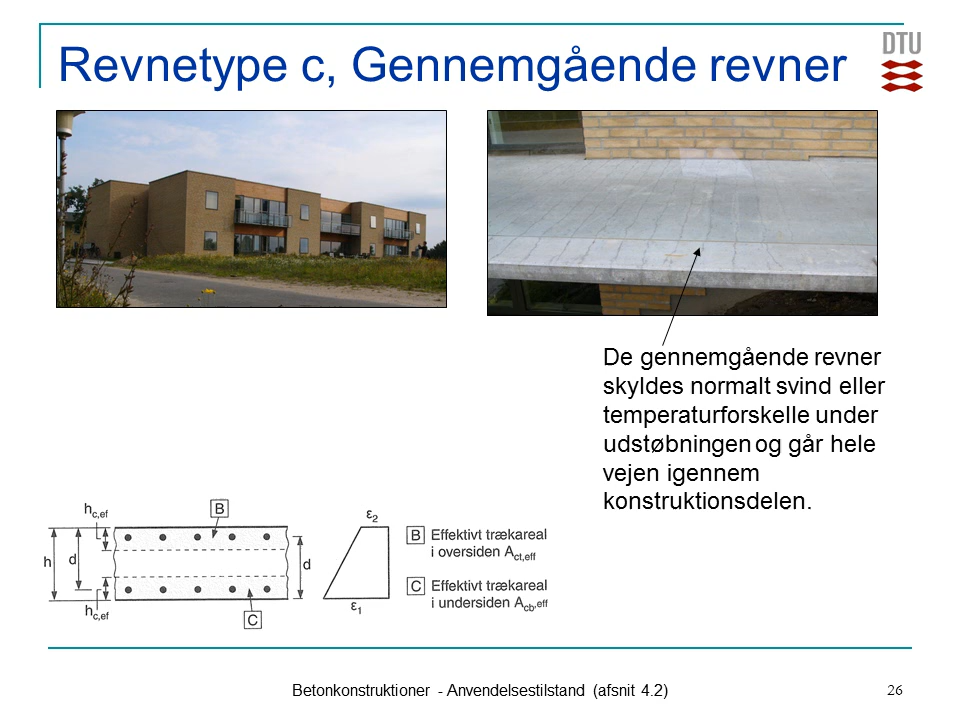 Revnetype c, Gennemgående revner
DTU
De gennemgående revner
skyldes normalt svind eller
temperaturforskelle under
udstøbningen og går hele
vejen igennem
konstruktionsdelen.
hc,ef
B
h
d
d
hc,ef
C
ε2
ε1
B Effektivt trækareal
i oversiden Act,eff
C Effektivt trækareal
i undersiden Acb,eff
Betonkonstruktioner - Anvendelsestilstand (afsnit 4.2)
26